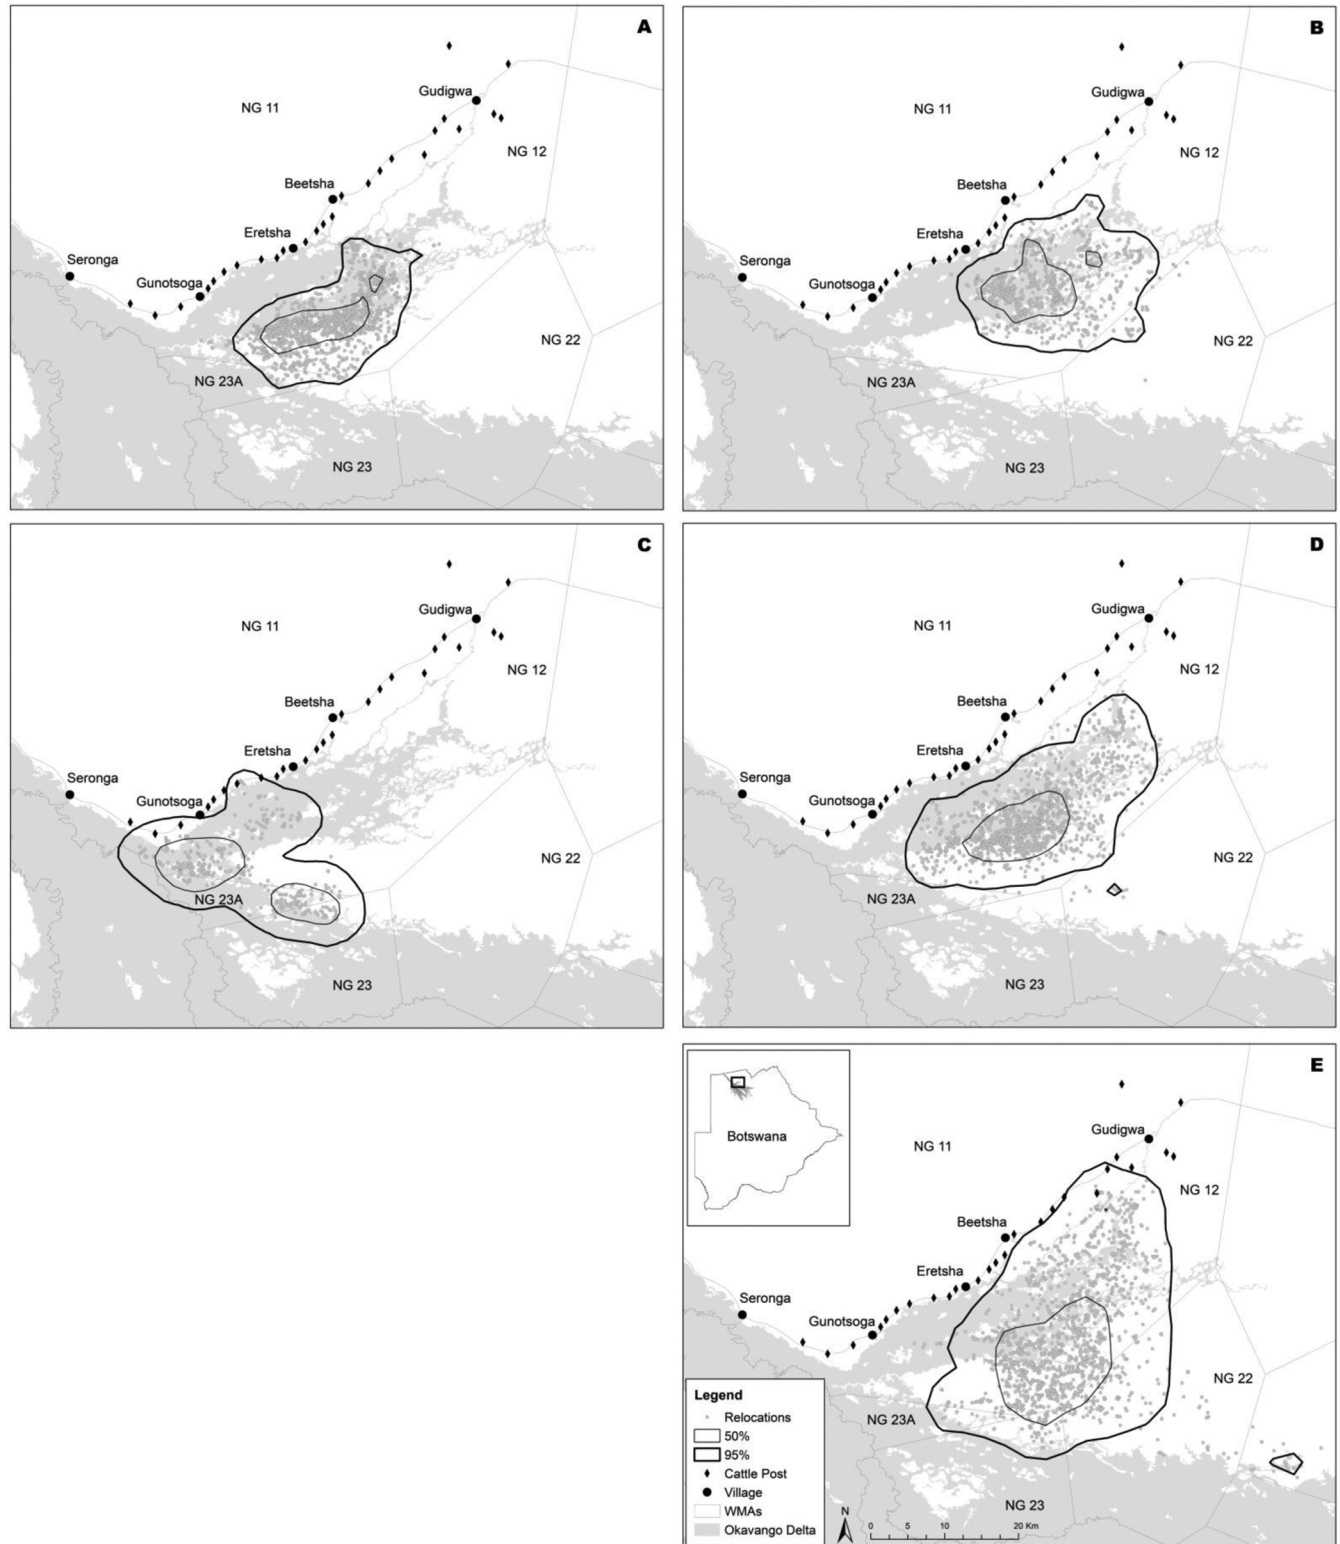 A
Gudigwa
NG 11
NG 12
Beetsha
Eretsha
Seronga
Gunotsoga
NG 22
NG 23A
NG 23
B
Gudigwa
NG 11
NG 12
Beetsha
Eretsha
Seronga
Gunotsoga
NG 22
NG 23A
NG 23
C
Gudigwa
NG 11
NG 12
Beetsha
Eretsha
Seronga
Gunotsoga
NG 22
NG 23A
NG 23
D
Gudigwa
NG 11
NG 12
Beetsha
Eretsha
Seronga
Gunotsoga
NG 22
NG 23A
NG 23
E
Botswana
Gudigwa
NG 11
NG 12
Beetsha
Eretsha
Seronga
Gunotsoga
NG 22
NG 23A
NG 23
Legend
Relocations
50%
95%
Cattle Post
Village
WMAs
Okavango Delta
N
0 5 10 20 Km